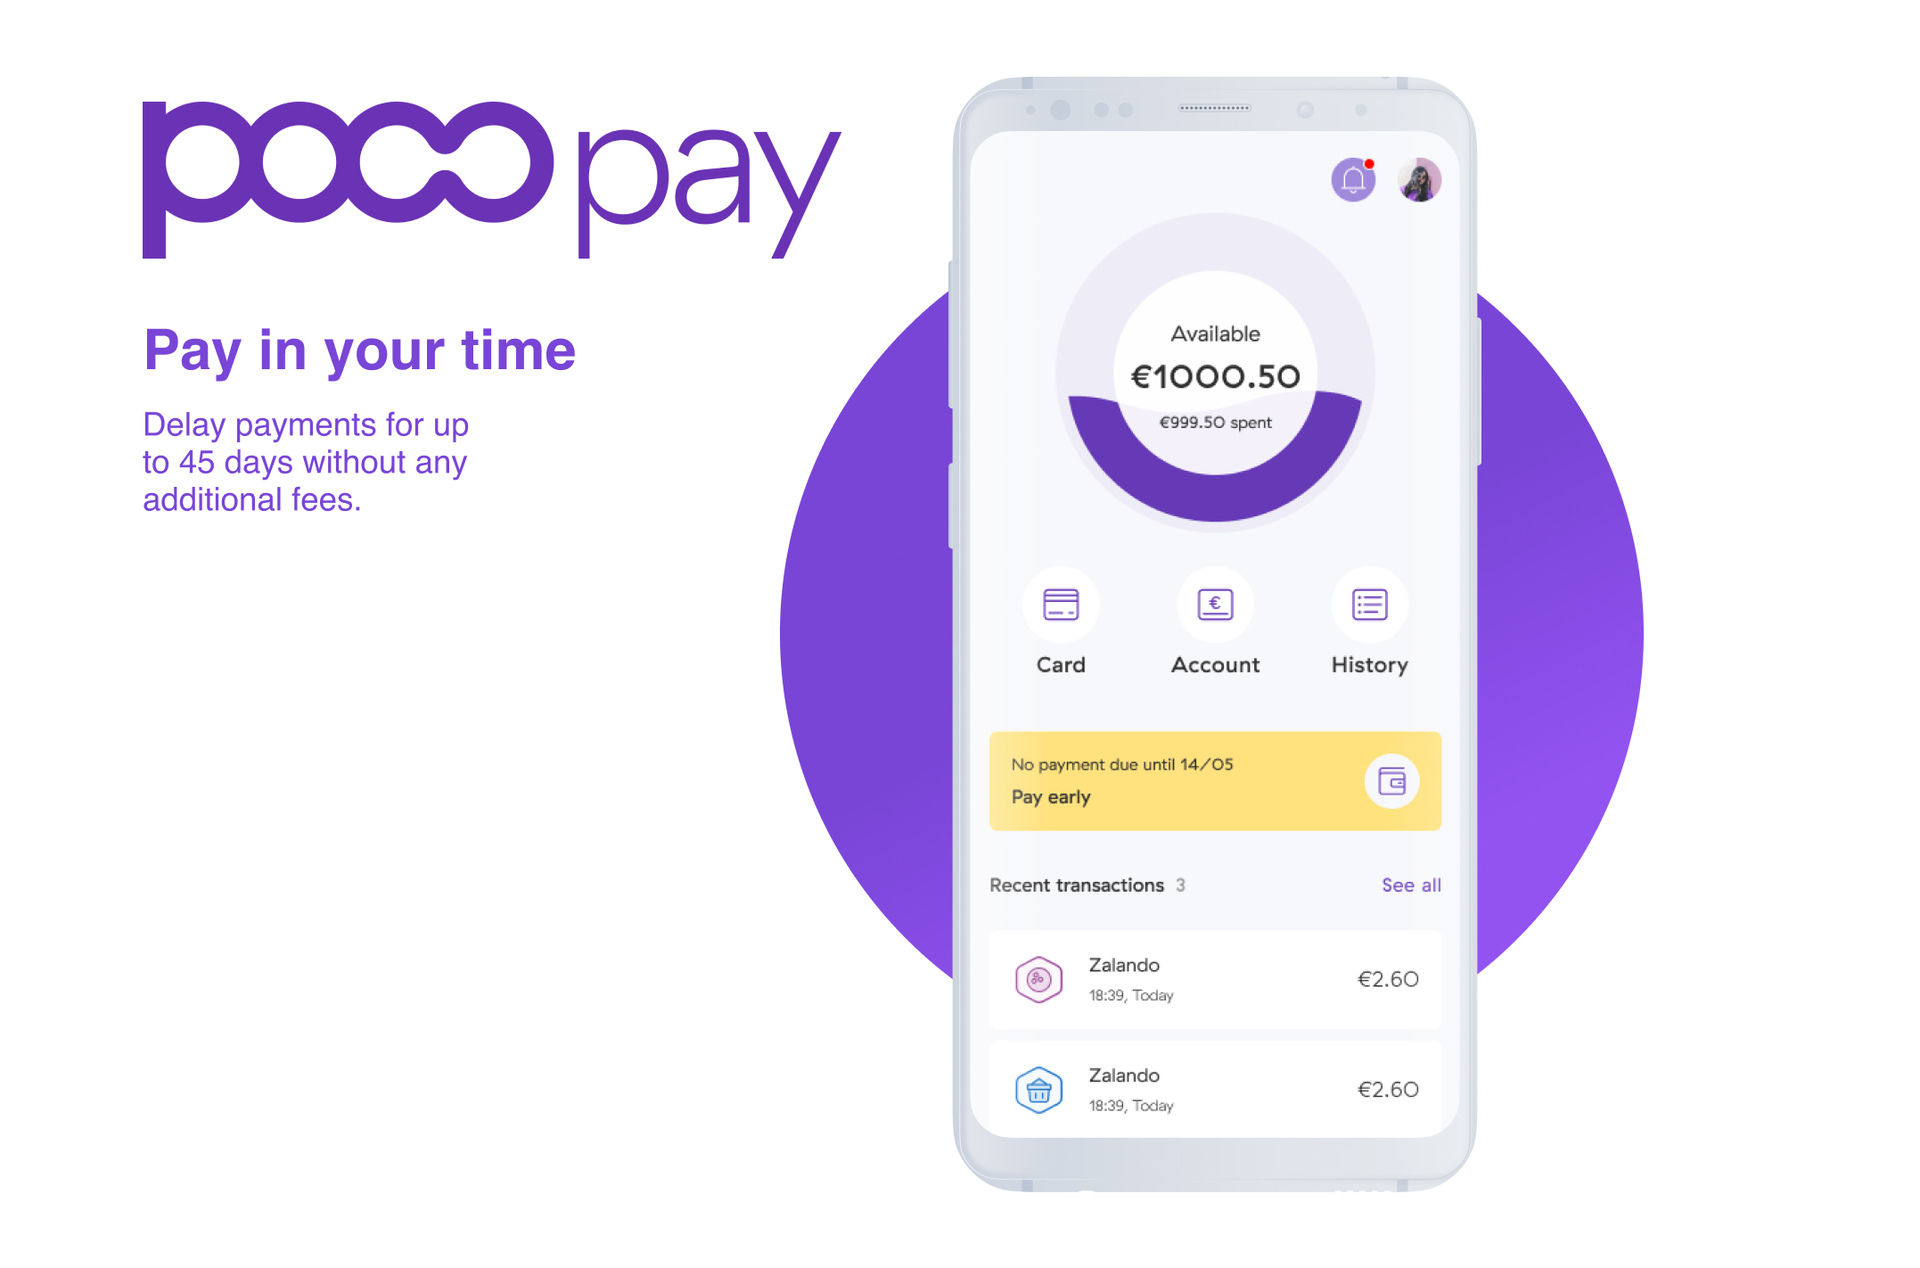 poco pay
Pay in your time
Delay payments for up
to 45 days without any
additional fees.
Available
€1000.50
€999.50 spent
€
Card
Account
History
No payment due until 14/05
Pay early
Recent transactions 3
See all
Zalando
€2.60
18:39, Today
Zalando
€2.60
18:39, Today